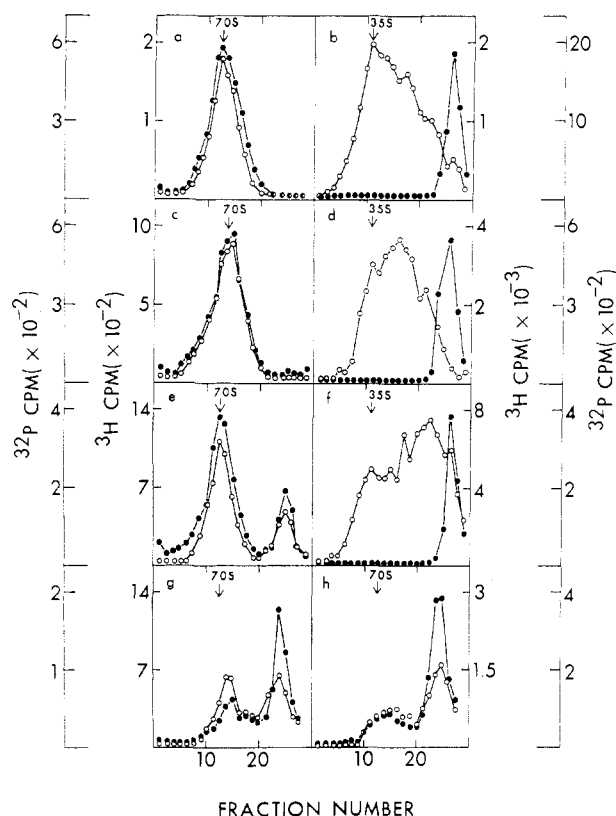 70S
35S
6
2
a
b
2
20
3
1
1
10
70S
35S
6
10
c
d
4
6
3
5
2
3
70S
35S
4
14
e
f
8
4
2
7
4
2
70S
70S
2
14
g
h
3
4
1
7
1.5
2
10
20
10
20
32P CPM( × 10-2)
3H CPM( × 10-2)
3H CPM( × 10-3)
32P CPM( × 10-2)
FRACTION NUMBER